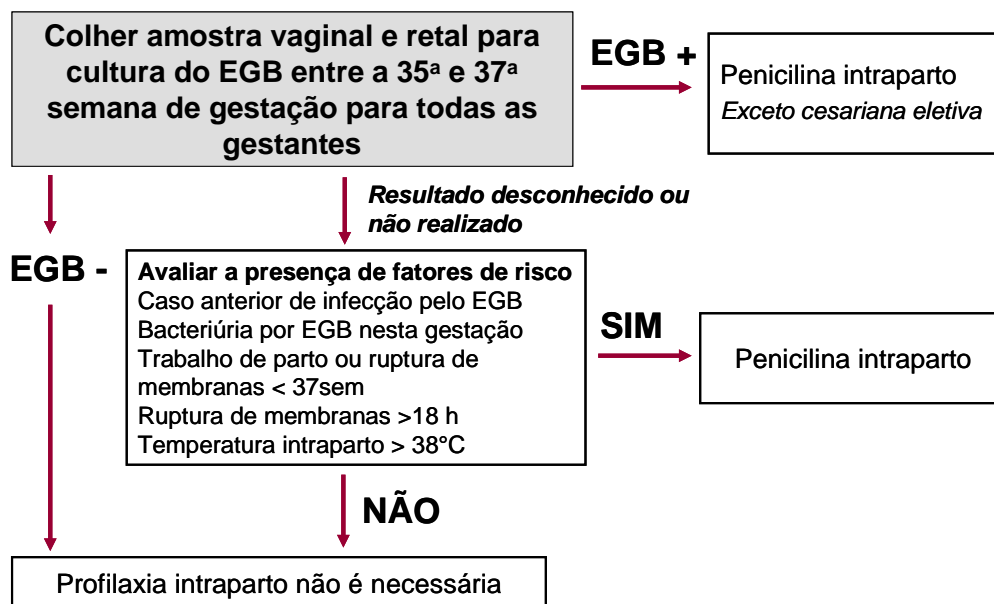 Colher amostra vaginal e retal para
cultura do EGB entre a 35ª e 37ª
semana de gestação para todas as
gestantes
EGB +
Penicilina intraparto
Exceto cesariana eletiva
Resultado desconhecido ou
não realizado
EGB -
Avaliar a presença de fatores de risco
Caso anterior de infecção pelo EGB
Bacteriúria por EGB nesta gestação
Trabalho de parto ou ruptura de
membranas < 37sem
Ruptura de membranas >18 h
Temperatura intraparto > 38°C
SIM
Penicilina intraparto
NÃO
Profilaxia intraparto não é necessária